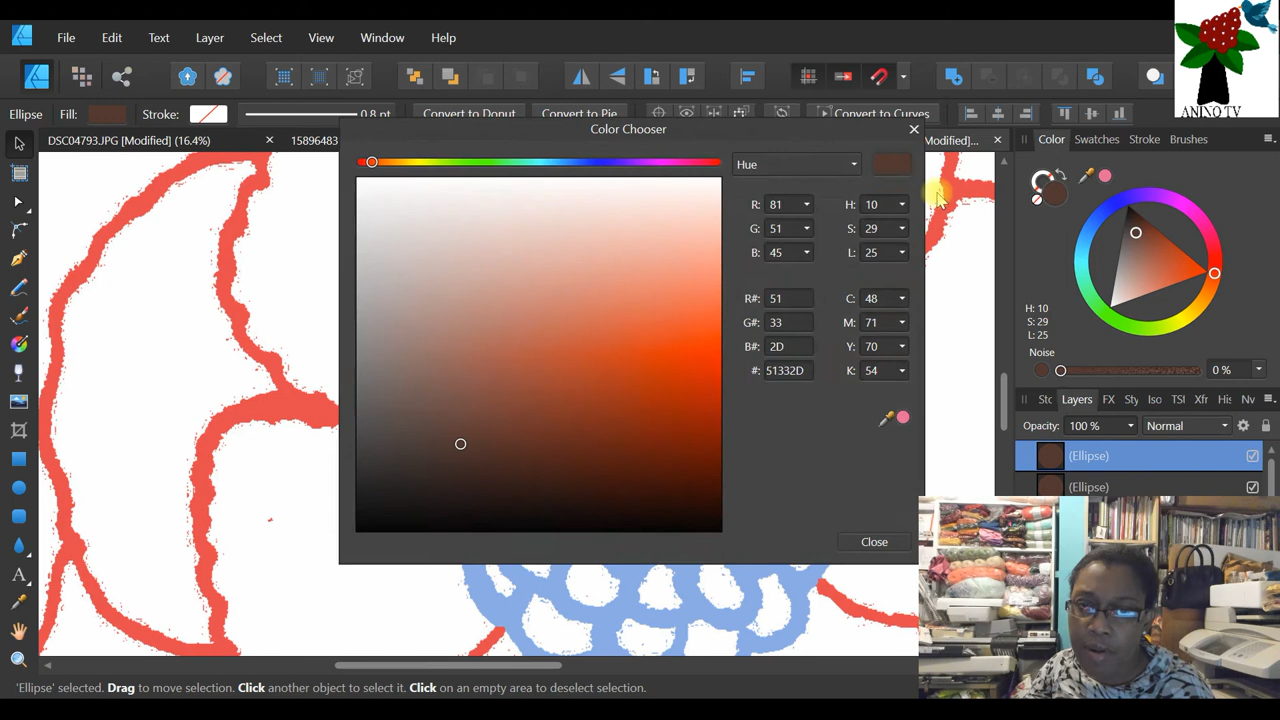 File Edit Text Layer Select View Window Help
Ellipse Fill: Stroke: 0.8 pt Convert to Donut Convert to Pie Convert to Curves
ANINO TV
DSC04793.JPG [Modified] (16.4%) 15896483 Modified]...
Color Chooser
Color Swatches Stroke Brushes
Hue
R: 81 H: 10
G: 51 S: 29
B: 45 L: 25
R#: 51 C: 48
G#: 33 M: 71
B#: 2D Y: 70
#: 51332D K: 54
Close
H: 10
S: 29
L: 25
Noise
0 %
Stc Layers FX Sty Iso TSI Xfr His Nv
Opacity: 100 % Normal
(Ellipse)
(Ellipse)
'Ellipse' selected. Drag to move selection. Click another object to select it. Click on an empty area to deselect selection.